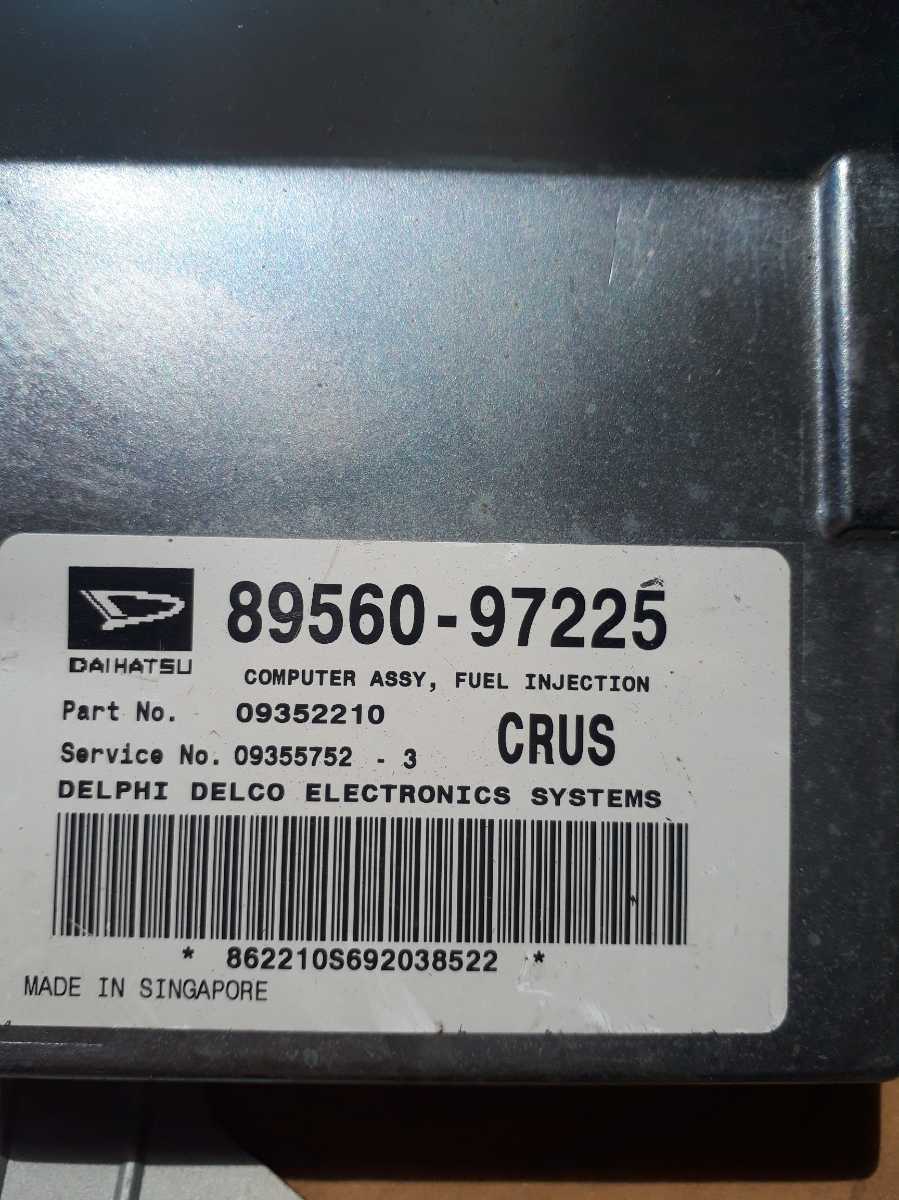 DAIHATSU
89560-97225
COMPUTER ASSY, FUEL INJECTION
Part No. 09352210
CRUS
Service No. 09355752 - 3
DELPHI DELCO ELECTRONICS SYSTEMS
* 862210S692038522 *
MADE IN SINGAPORE